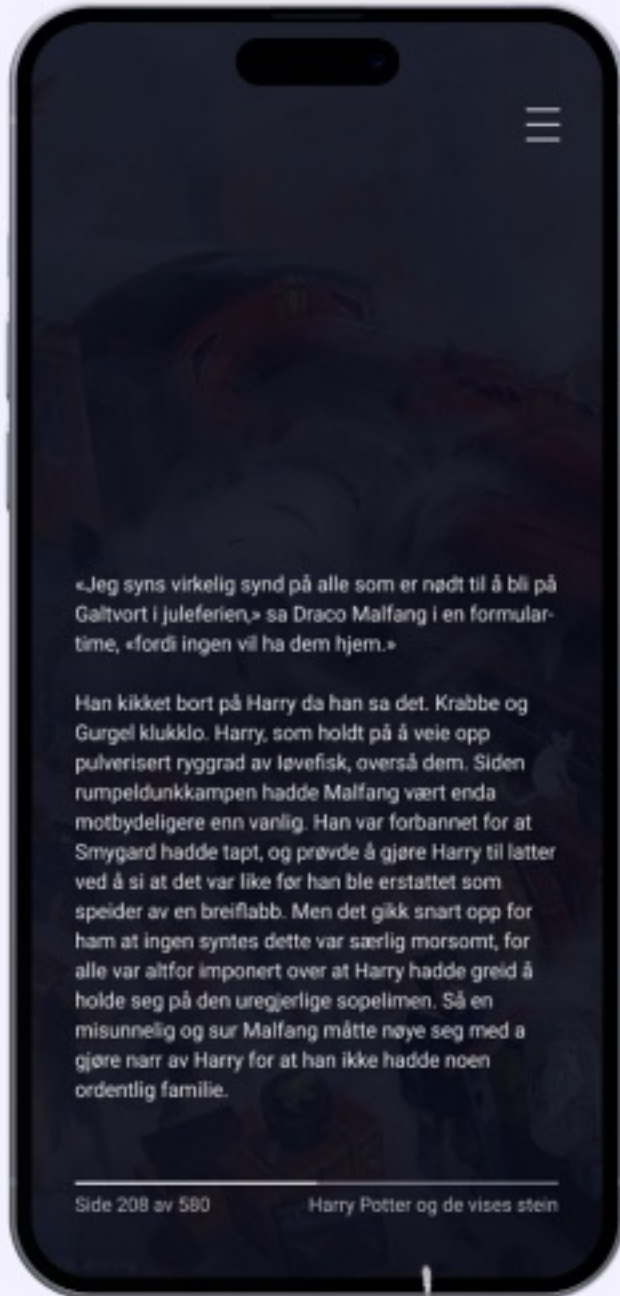 «Jeg syns virkelig synd på alle som er nødt til å bli på
Galtvort i juleferien,» sa Draco Malfang i en formular-
time, «fordi ingen vil ha dem hjem.»
Han kikket bort på Harry da han sa det. Krabbe og
Gurgel klukklo. Harry, som holdt på å veie opp
pulverisert ryggrad av løvefisk, overså dem. Siden
rumpeldunkkampen hadde Malfang vært enda
motbydeligere enn vanlig. Han var forbannet for at
Smygard hadde tapt, og prøvde å gjøre Harry til latter
ved å si at det var like før han ble erstattet som
speider av en breiflabb. Men det gikk snart opp for
ham at ingen syntes dette var særlig morsomt, for
alle var altfor imponert over at Harry hadde greid å
holde seg på den uregjerlige sopelimen. Så en
misunnelig og sur Malfang måtte nøye seg med a
gjøre narr av Harry for at han ikke hadde noen
ordentlig familie.
Side 208 av 580 Harry Potter og de vises stein